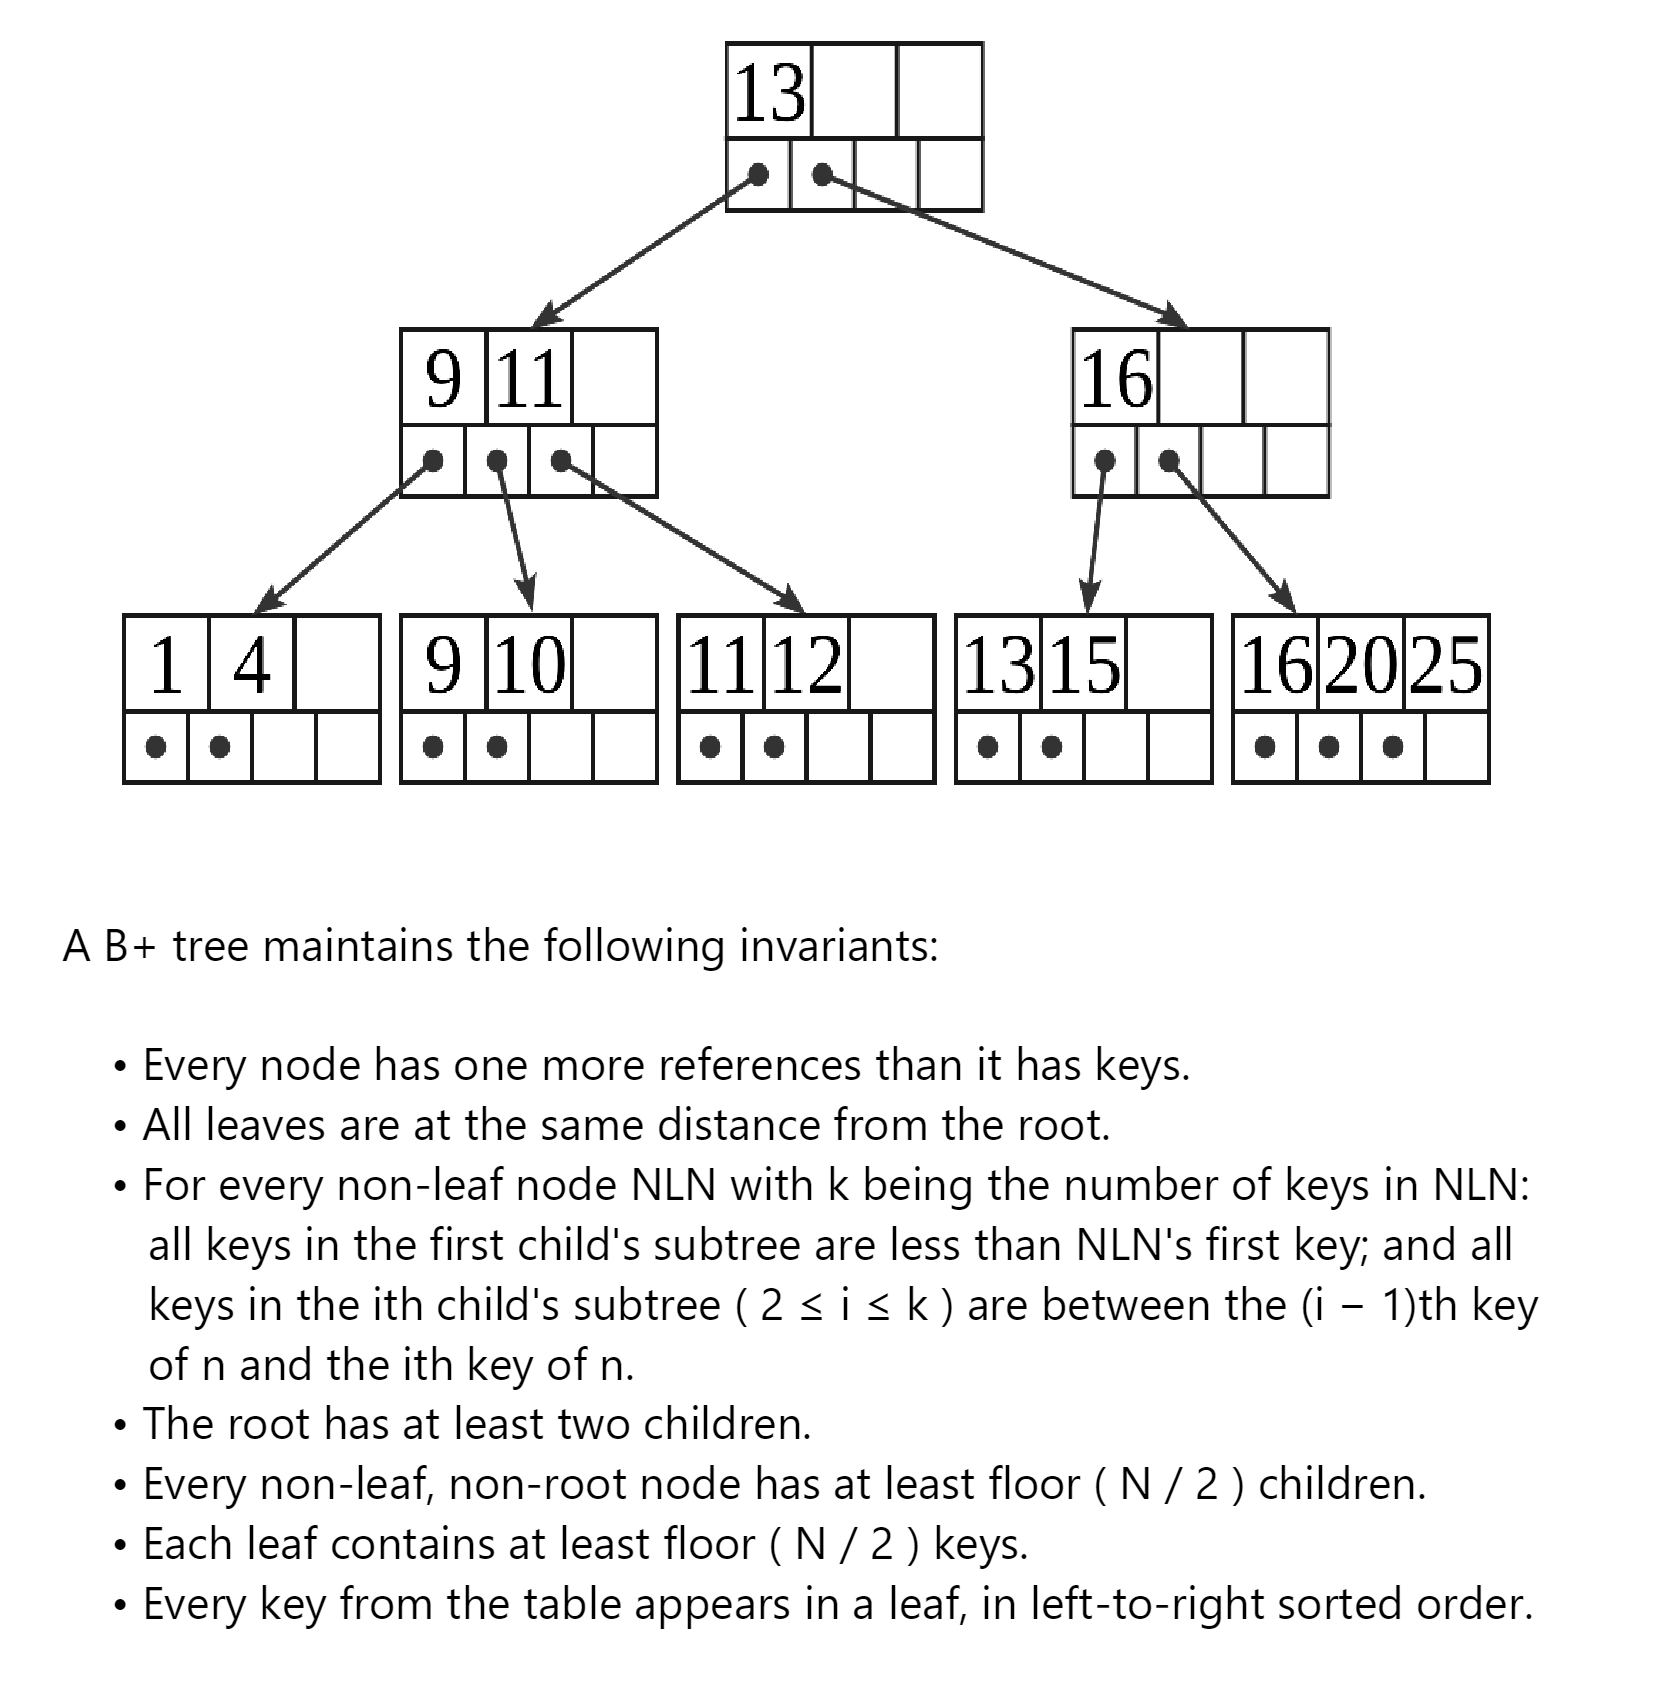 13
9 11
16
1 4
9 10
11 12
13 15
16 20 25
A B+ tree maintains the following invariants:
• Every node has one more references than it has keys.
• All leaves are at the same distance from the root.
• For every non-leaf node NLN with k being the number of keys in NLN:
all keys in the first child's subtree are less than NLN's first key; and all
keys in the ith child's subtree ( 2 ≤ i ≤ k ) are between the (i − 1)th key
of n and the ith key of n.
• The root has at least two children.
• Every non-leaf, non-root node has at least floor ( N / 2 ) children.
• Each leaf contains at least floor ( N / 2 ) keys.
• Every key from the table appears in a leaf, in left-to-right sorted order.